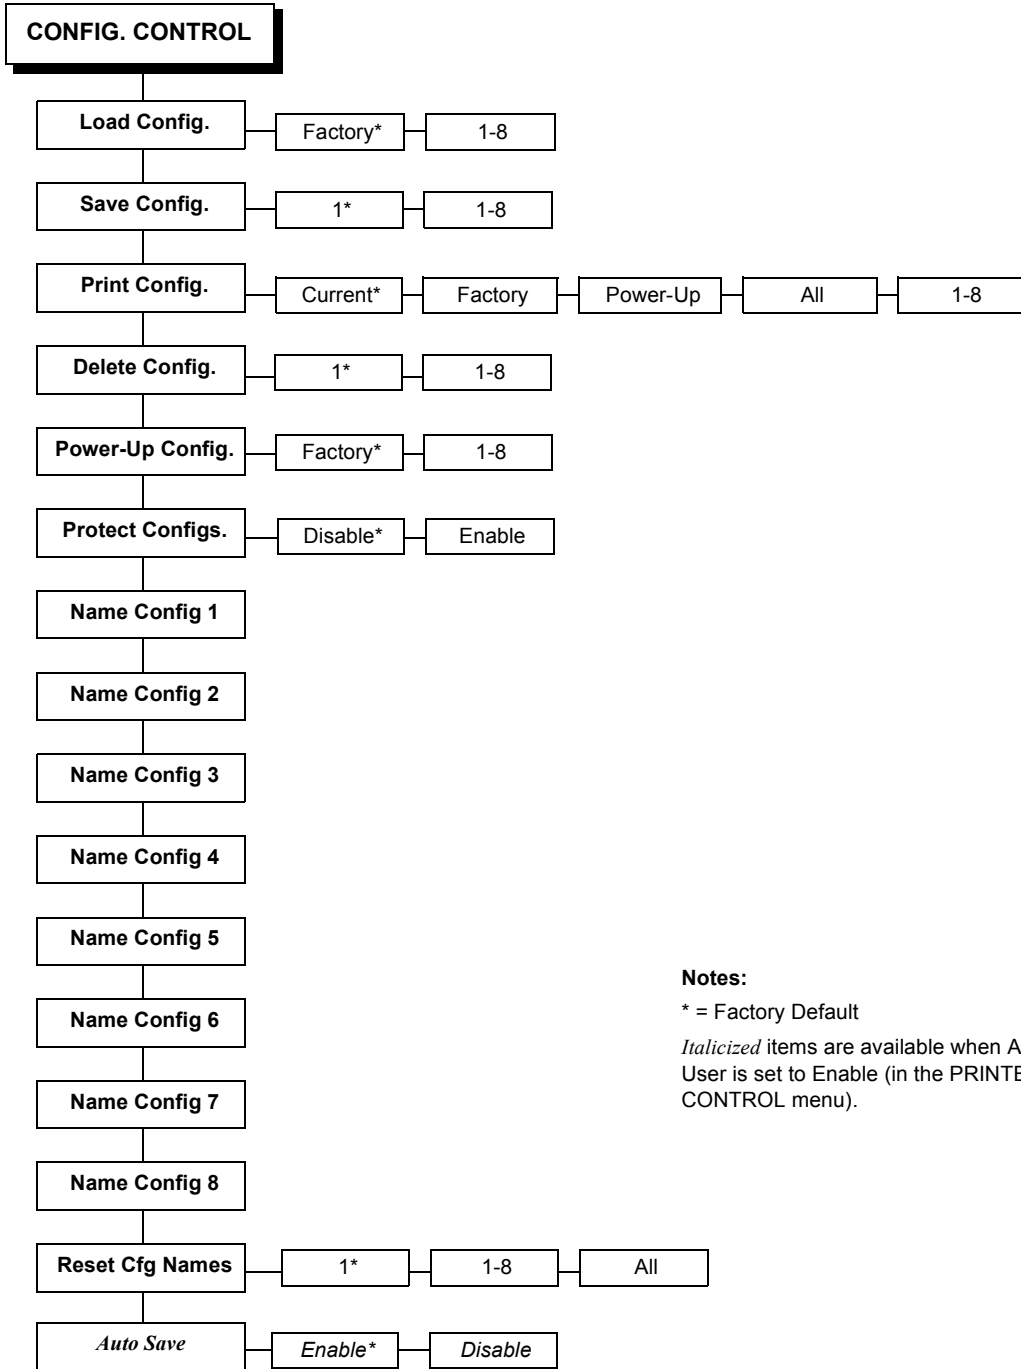 CONFIG. CONTROL
Load Config. Factory* 1-8
Save Config. 1* 1-8
Print Config. Current* Factory Power-Up All 1-8
Delete Config. 1* 1-8
Power-Up Config. Factory* 1-8
Protect Configs. Disable* Enable
Name Config 1
Name Config 2
Name Config 3
Name Config 4
Name Config 5
Name Config 6
Name Config 7
Name Config 8
Notes:
* = Factory Default
Italicized items are available when
User is set to Enable (in the
CONTROL menu).
Reset Cfg Names 1* 1-8 All
Auto Save Enable* Disable